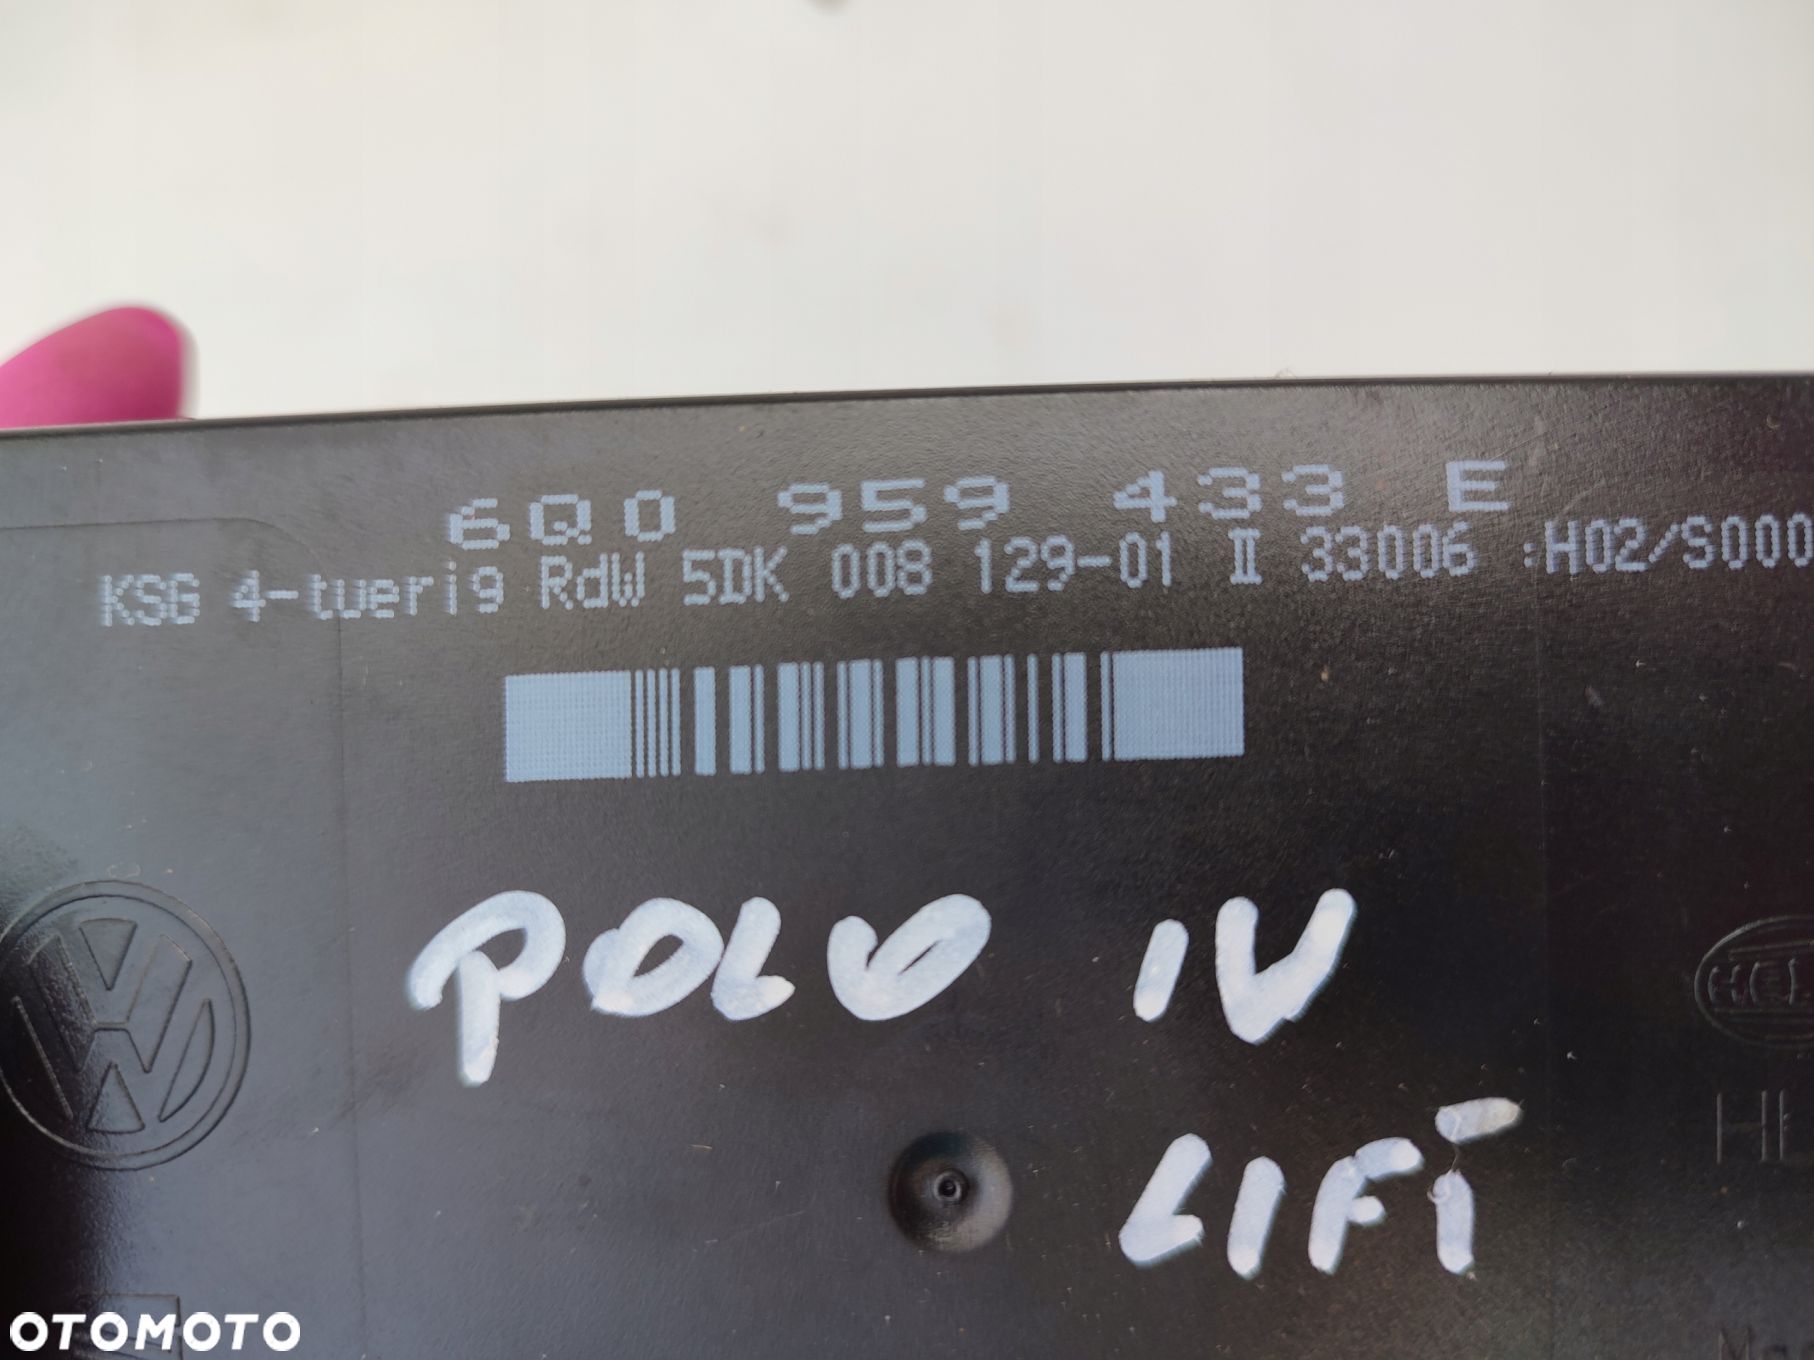 6Q0 959 433 E
KSG 4-tuerig RdW 5DK 008 129-01 II 33006 :H02/S000
POLO IV
LIFT
OTOMOTO